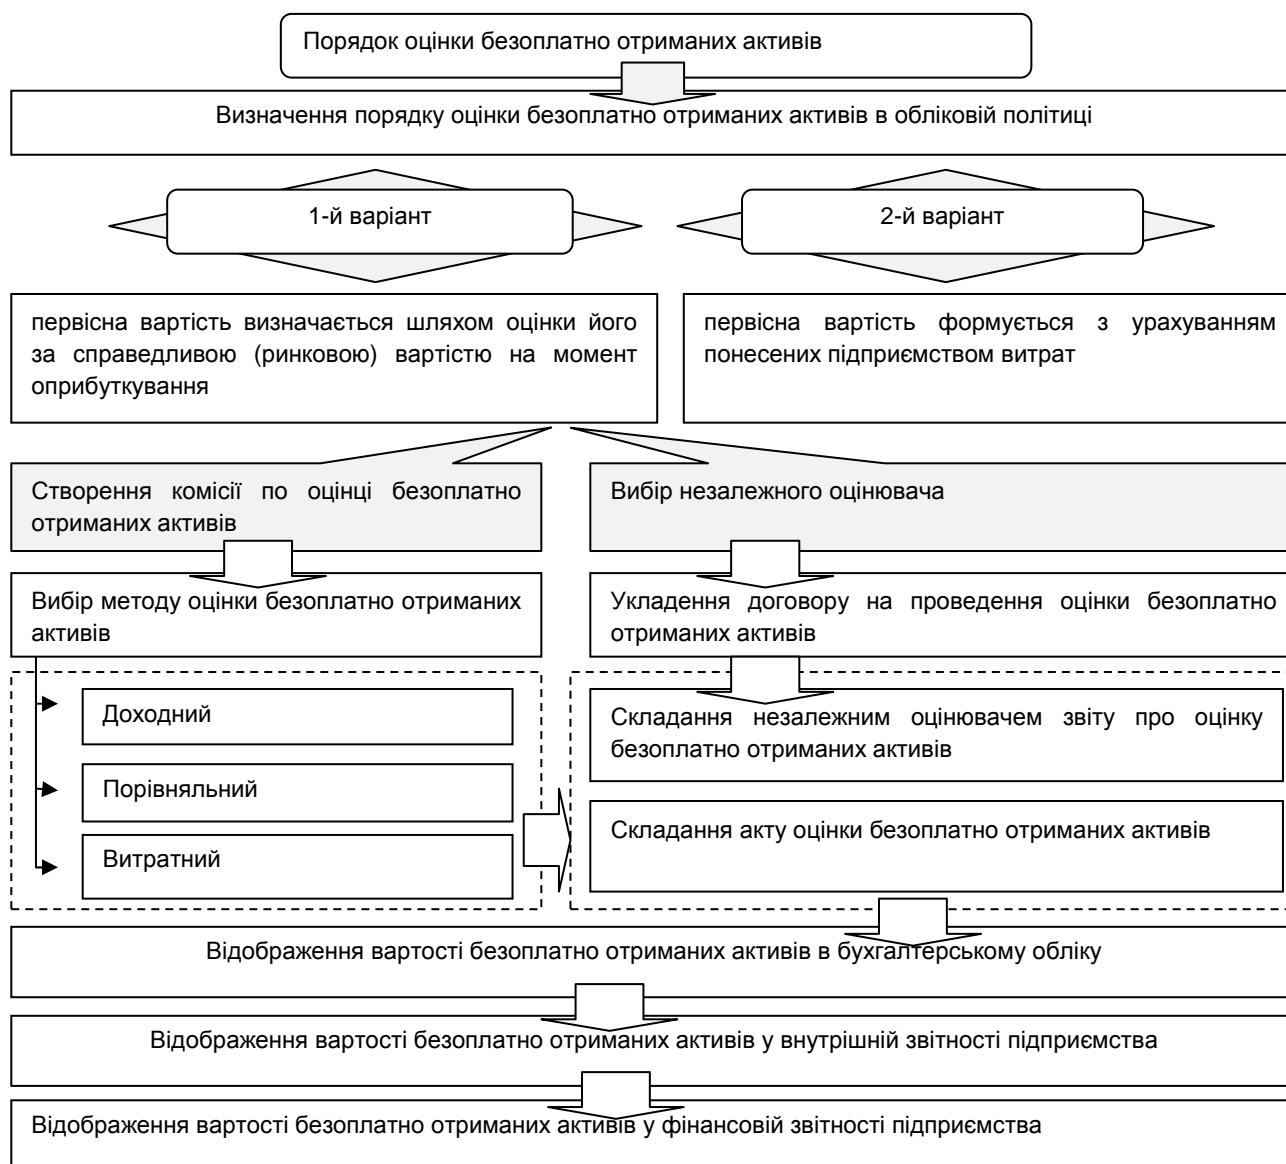 Порядок оцінки безоплатно отриманих активів
Визначення порядку оцінки безоплатно отриманих активів в обліковій політиці
1-й варіант
2-й варіант
первісна вартість визначається шляхом оцінки його
за справедливою (ринковою) вартістю на момент
оприбуткування
первісна вартість формується з урахуванням
понесених підприємством витрат
Створення комісії по оцінці безоплатно
отриманих активів
Вибір незалежного оцінювача
Вибір методу оцінки безоплатно отриманих
активів
Укладення договору на проведення оцінки безоплатно
отриманих активів
Доходний
Порівняльний
Витратний
Складання незалежним оцінювачем звіту про оцінку
безоплатно отриманих активів
Складання акту оцінки безоплатно отриманих активів
Відображення вартості безоплатно отриманих активів в бухгалтерському обліку
Відображення вартості безоплатно отриманих активів у внутрішній звітності підприємства
Відображення вартості безоплатно отриманих активів у фінансовій звітності підприємства